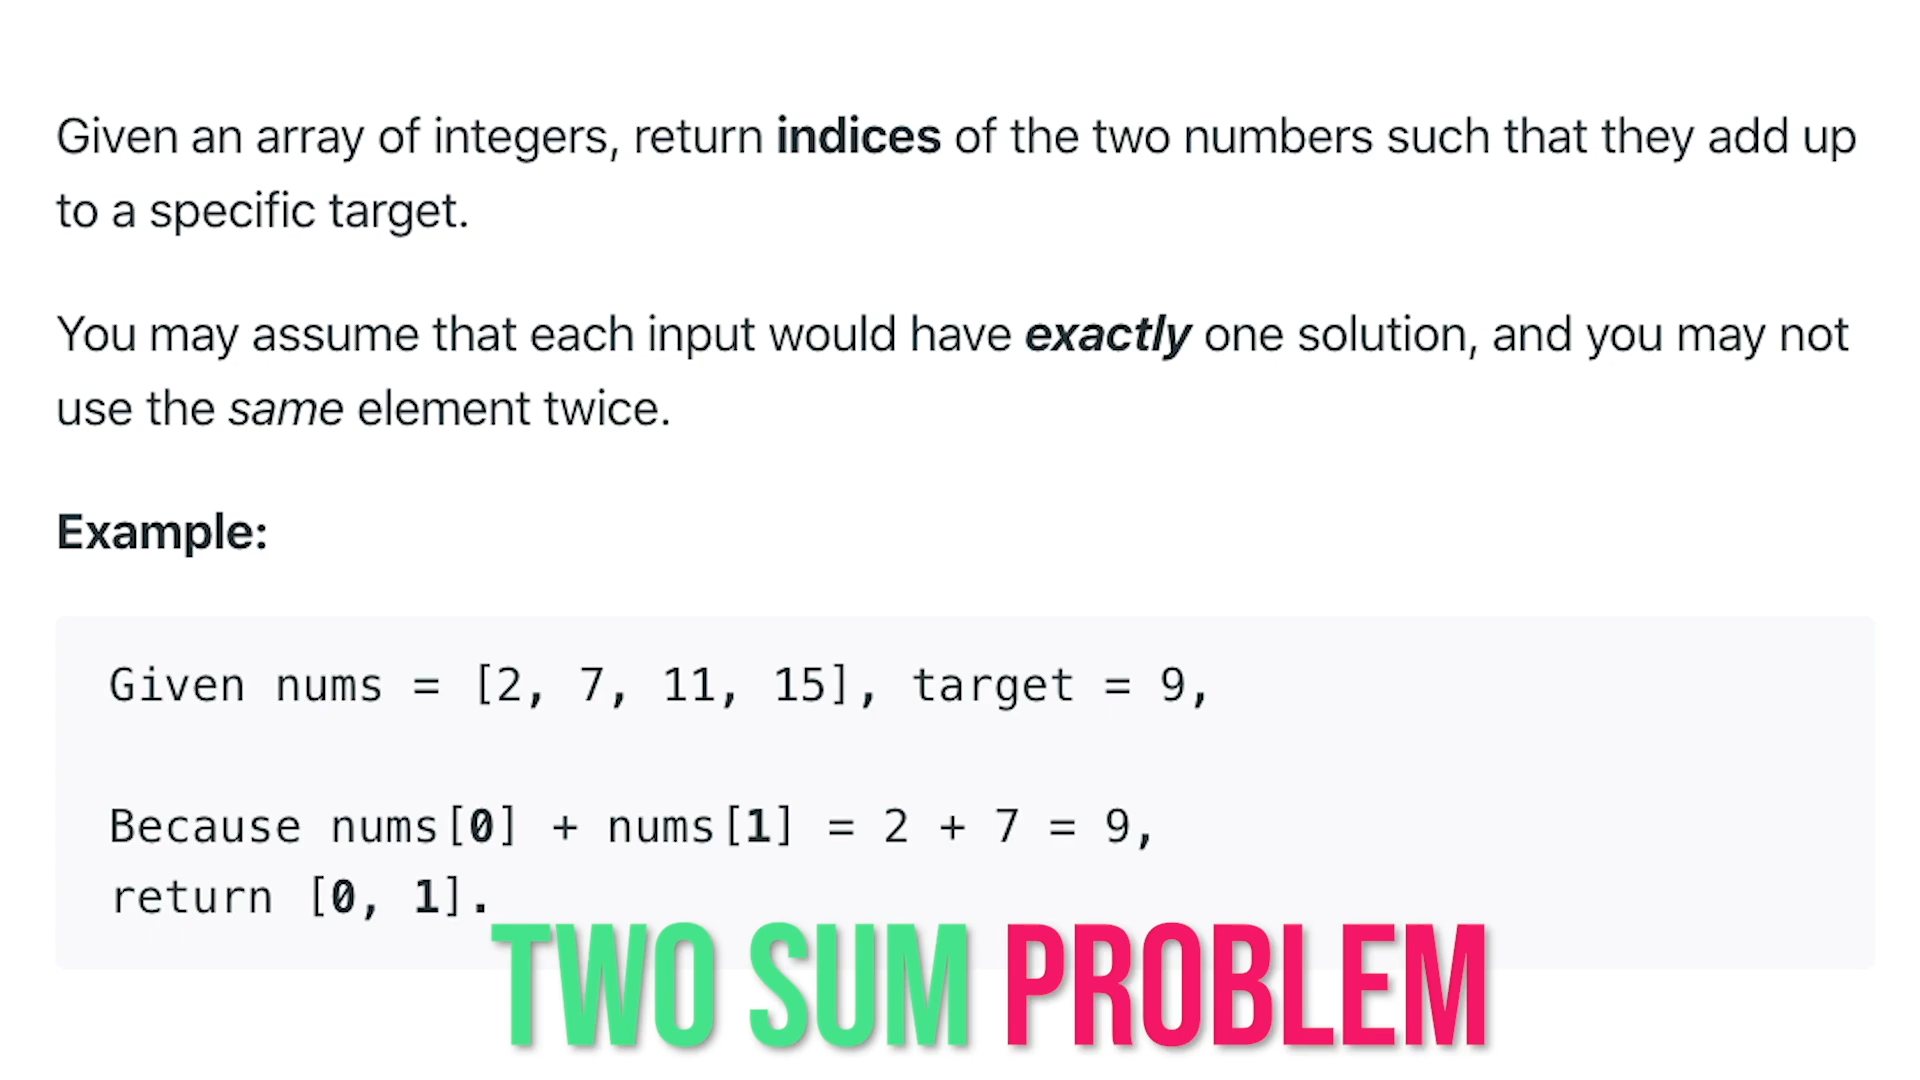 Given an array of integers, return indices of the two numbers such that they add up
to a specific target.
You may assume that each input would have exactly one solution, and you may not
use the same element twice.
Example:
Given nums = [2, 7, 11, 15], target = 9,
Because nums[0] + nums[1] = 2 + 7 = 9,
return [0, 1].
TWO SUM PROBLEM